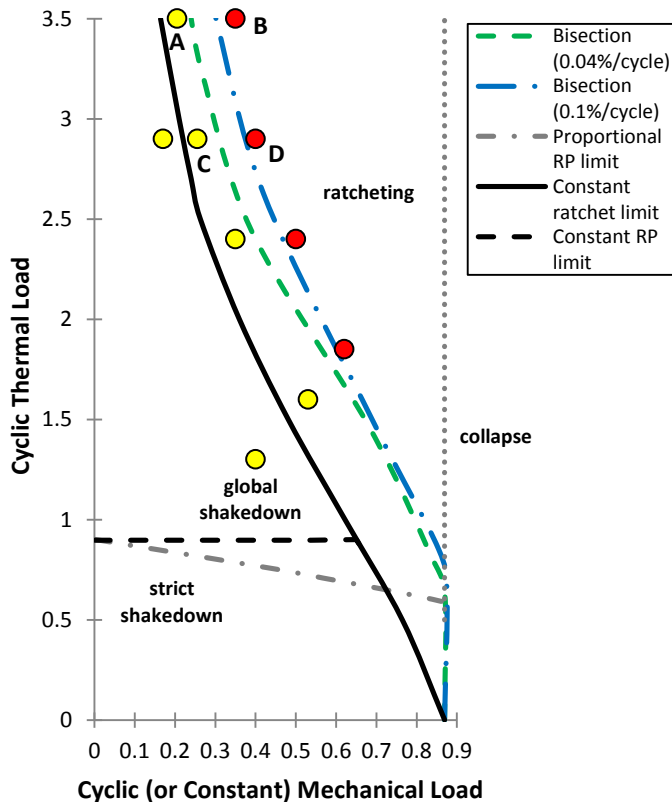 3.5
3
2.5
2
1.5
1
0.5
0
Cyclic Thermal Load
0 0.1 0.2 0.3 0.4 0.5 0.6 0.7 0.8 0.9
Cyclic (or Constant) Mechanical Load
A
B
C
D
ratcheting
collapse
global
shakedown
strict
shakedown
Bisection
(0.04%/cycle)
Bisection
(0.1%/cycle)
Proportional
RP limit
Constant
ratchet limit
Constant RP
limit